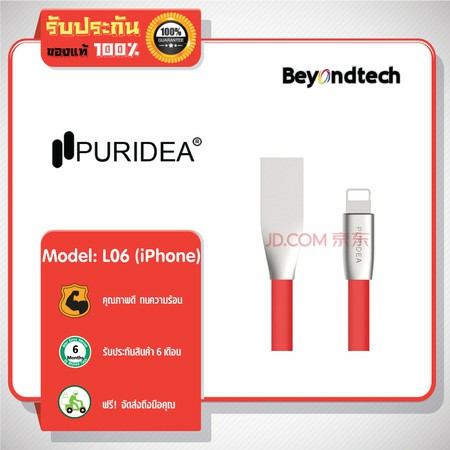 รับประกัน
ของแท้ 100%
100%
GUARANTEE
Beyondtech
PURIDEA®
JD.COM 京东
PURIDEA
Model: L06 (iPhone)
คุณภาพดี ทนความร้อน
6
Months
รับประกันสินค้า 6 เดือน
ฟรี! จัดส่งถึงมือคุณ